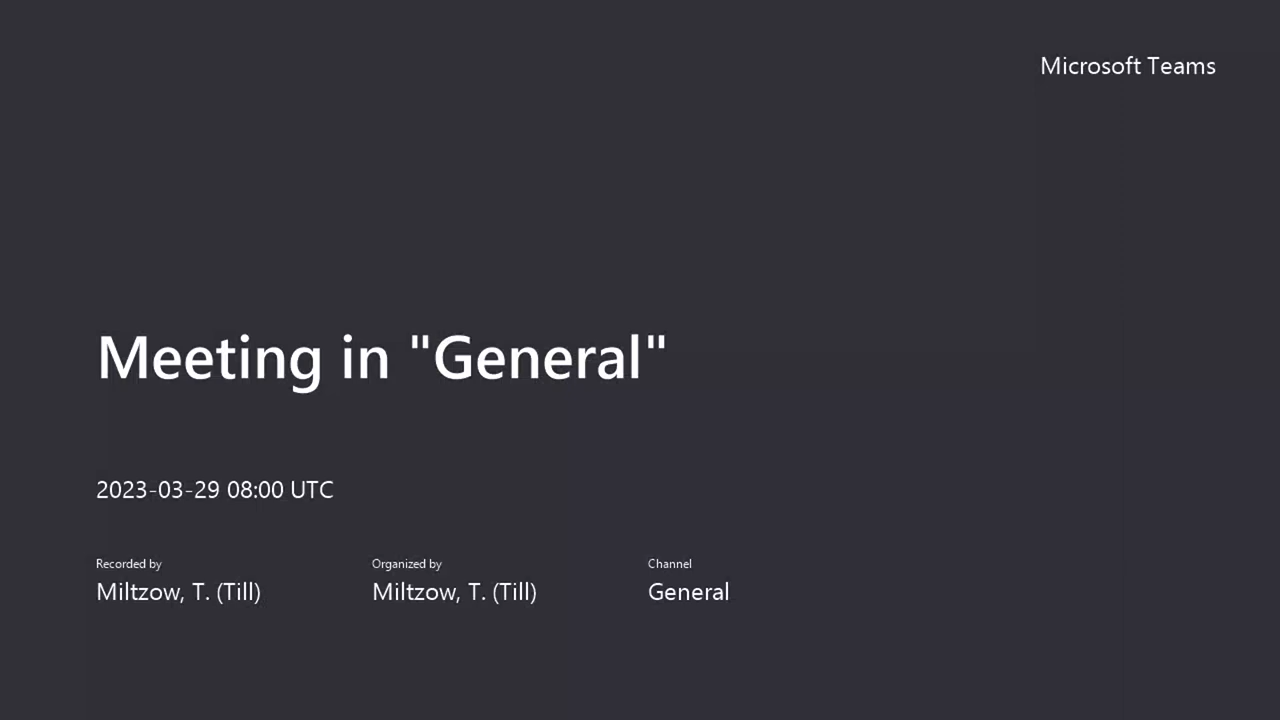 Microsoft Teams
Meeting in "General"
2023-03-29 08:00 UTC
Recorded by
Miltzow, T. (Till)
Organized by
Miltzow, T. (Till)
Channel
General